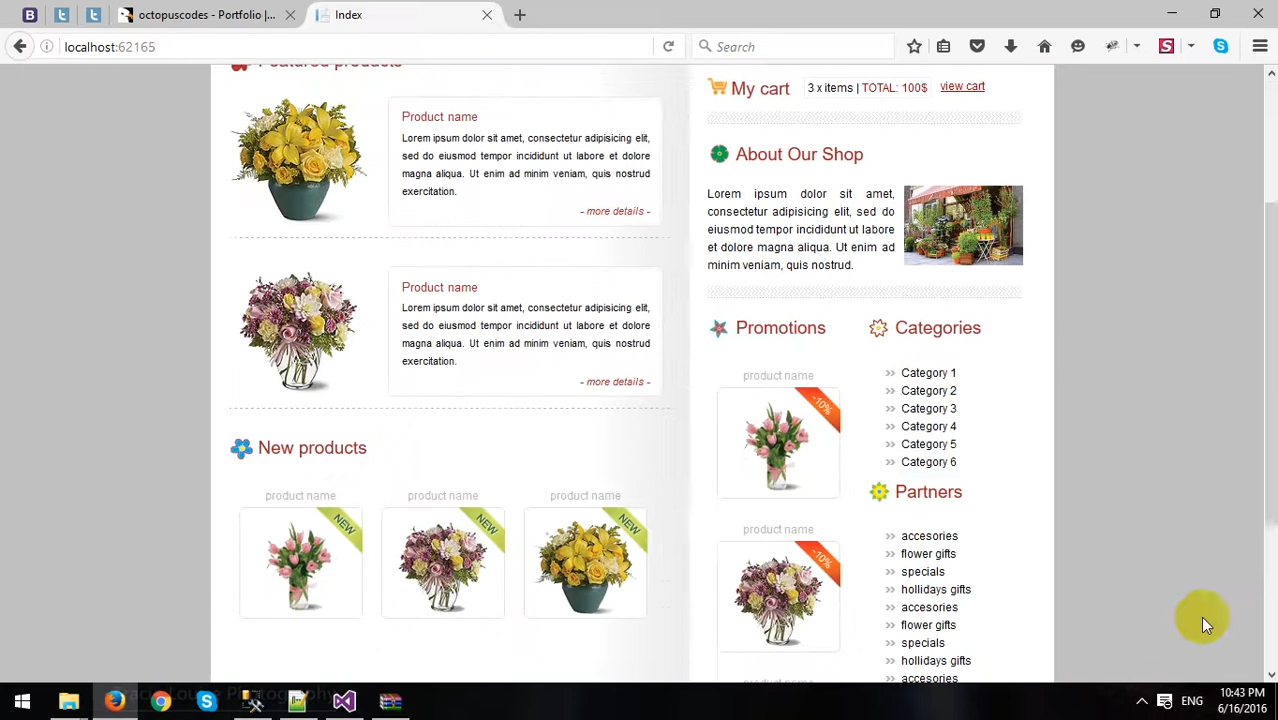 octopuscodes - Portfolio |...
Index
localhost:62165
Search
Featured products
Product name
Lorem ipsum dolor sit amet, consectetur adipisicing elit,
sed do eiusmod tempor incididunt ut labore et dolore
magna aliqua. Ut enim ad minim veniam, quis nostrud
exercitation.
- more details -
Product name
Lorem ipsum dolor sit amet, consectetur adipisicing elit,
sed do eiusmod tempor incididunt ut labore et dolore
magna aliqua. Ut enim ad minim veniam, quis nostrud
exercitation.
- more details -
New products
product name
product name
product name
NEW
NEW
NEW
My cart
3 x items | TOTAL: 100$
view cart
About Our Shop
Lorem ipsum dolor sit amet,
consectetur adipisicing elit, sed do
eiusmod tempor incididunt ut labore
et dolore magna aliqua. Ut enim ad
minim veniam, quis nostrud.
Promotions
product name
-10%
product name
-10%
product name
Categories
Category 1
Category 2
Category 3
Category 4
Category 5
Category 6
Partners
accesories
flower gifts
specials
hollidays gifts
accesories
flower gifts
specials
hollidays gifts
accesories
ENG
10:43 PM
6/16/2016